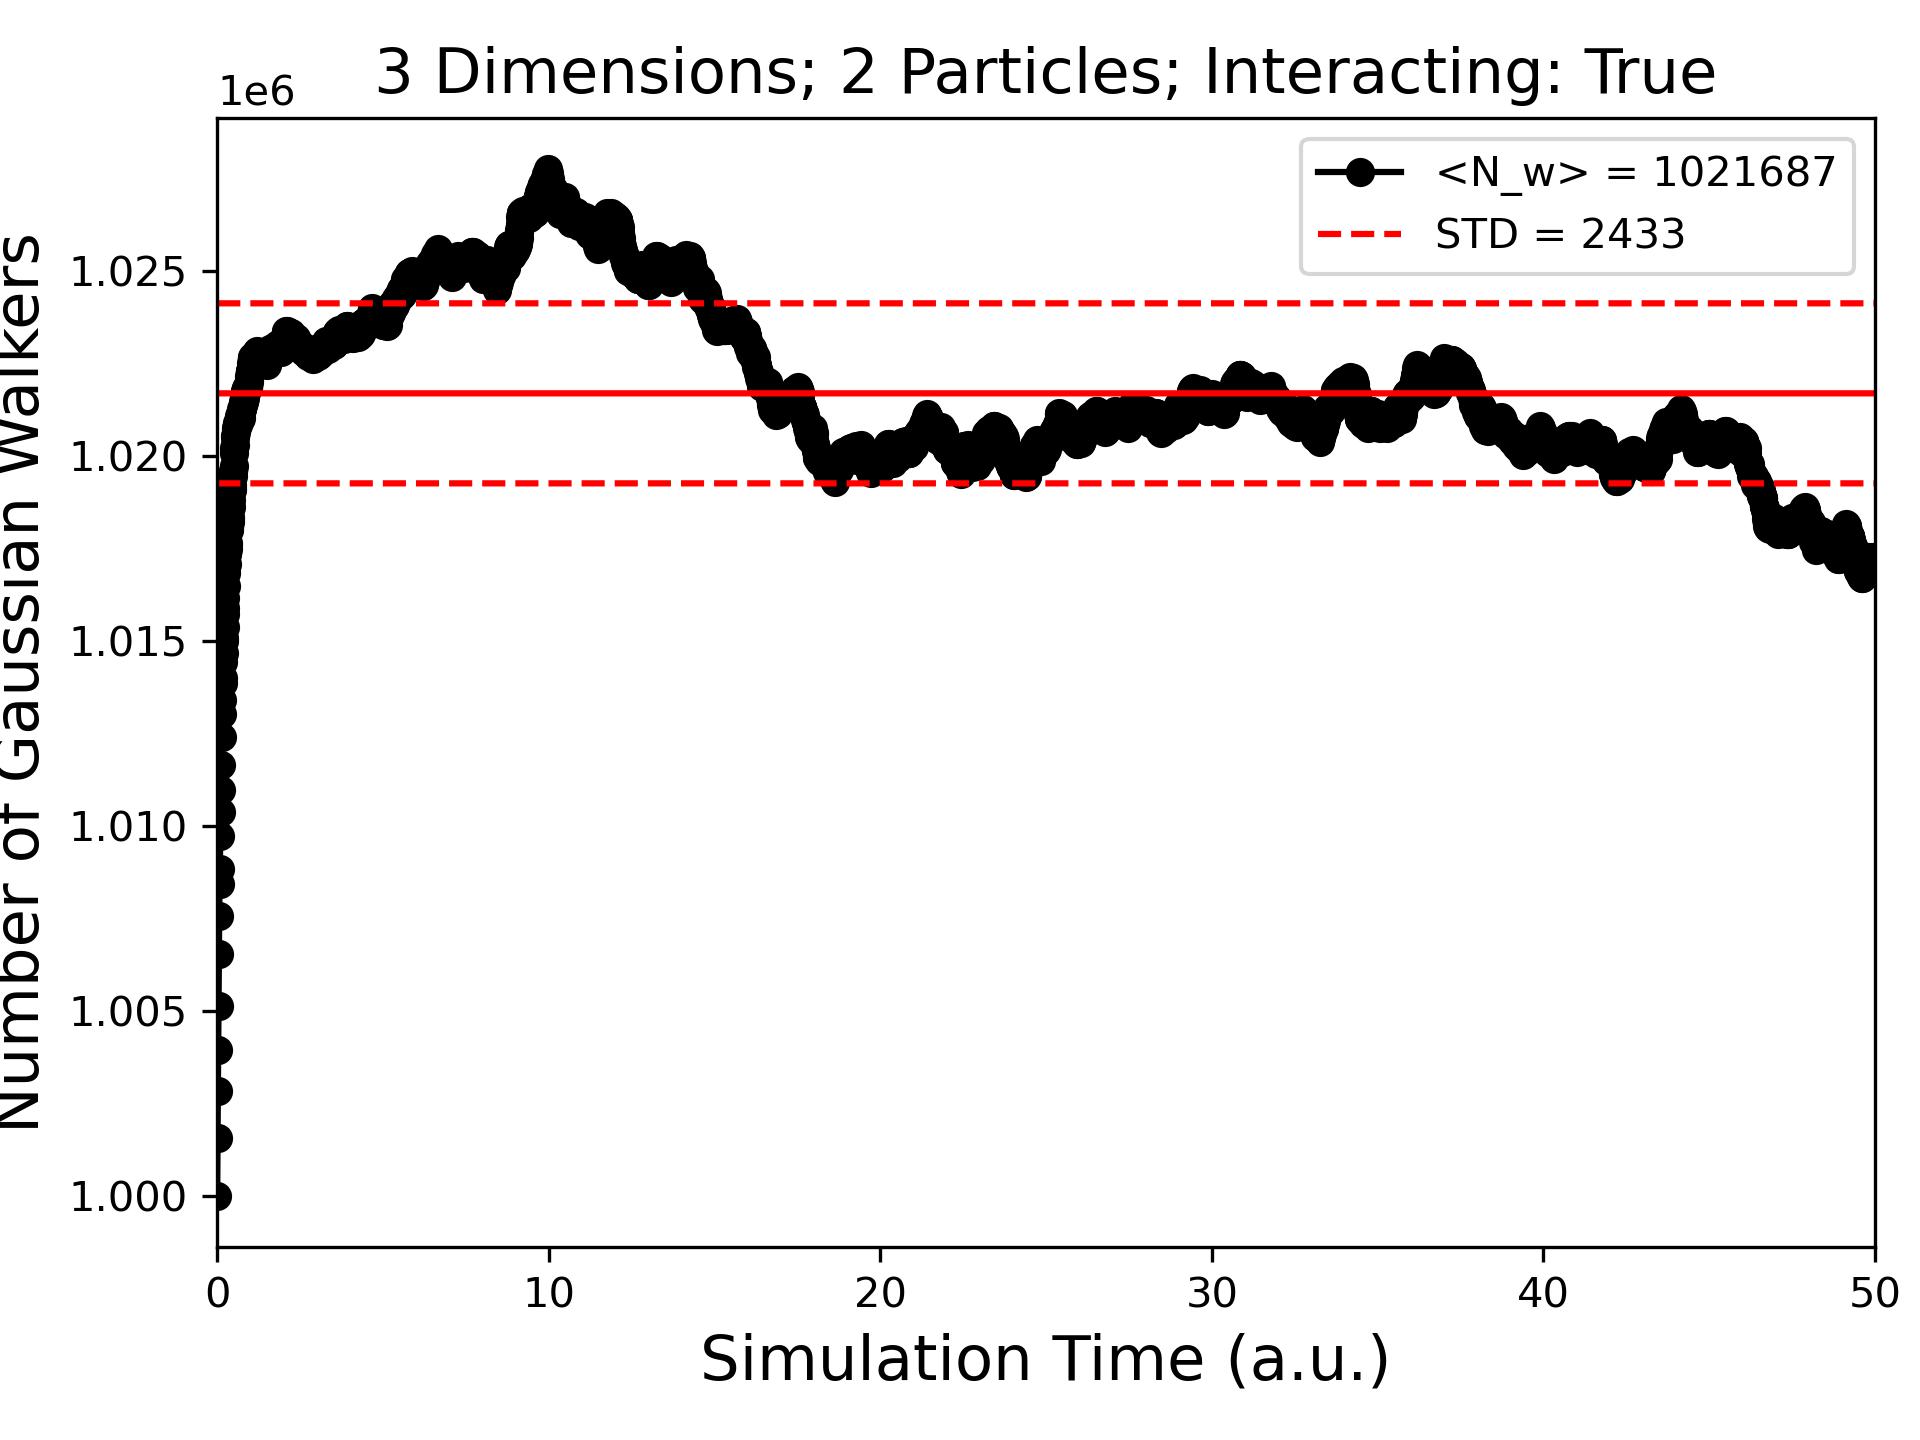 3 Dimensions; 2 Particles; Interacting: True
1e6
<N_w> = 1021687
STD = 2433
Number of Gaussian Walkers
1.025
1.020
1.015
1.010
1.005
1.000
0 10 20 30 40 50
Simulation Time (a.u.)